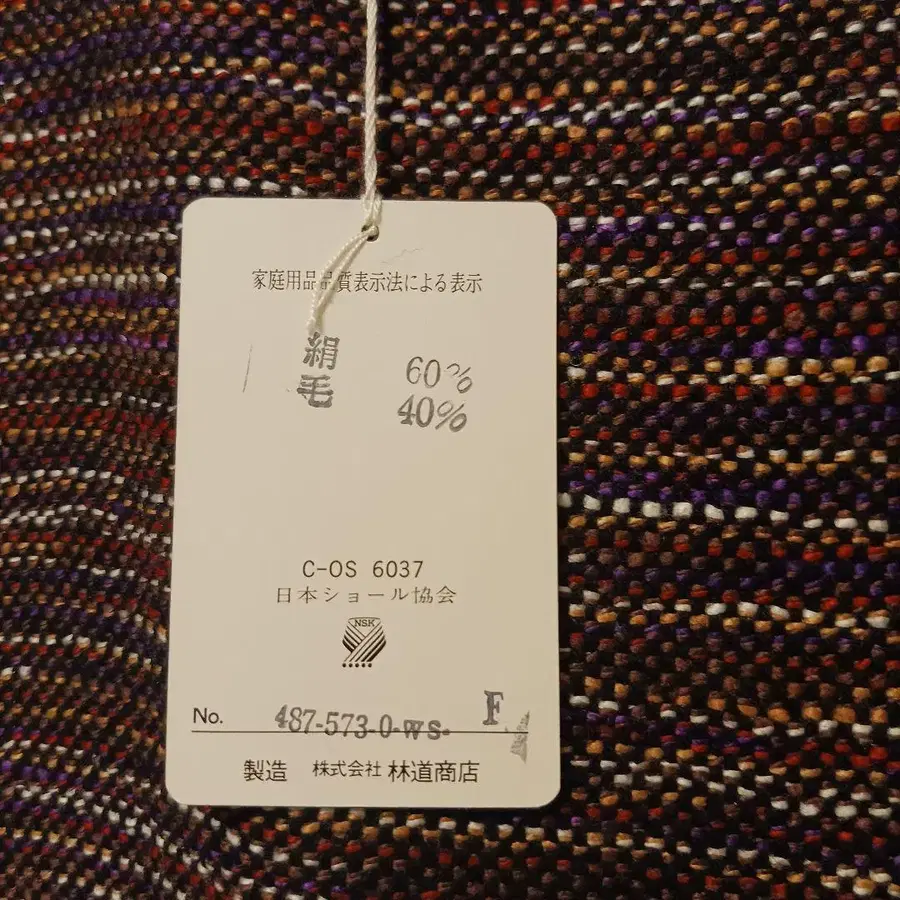 家庭用品品質表示法による表示
絹 60%
毛 40%
C-OS 6037
日本ショール協会
NSK
No. 487-573-0-WS- F
製造 株式会社 林道商店